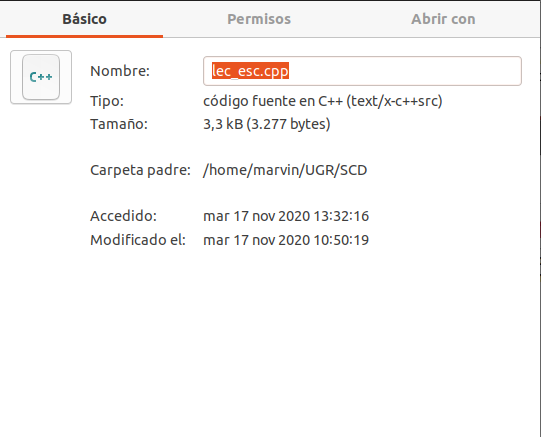 Básico Permisos Abrir con
C++ Nombre: lec_esc.cpp
Tipo: código fuente en C++ (text/x-c++src)
Tamaño: 3,3 kB (3.277 bytes)
Carpeta padre: /home/marvin/UGR/SCD
Accedido: mar 17 nov 2020 13:32:16
Modificado el: mar 17 nov 2020 10:50:19